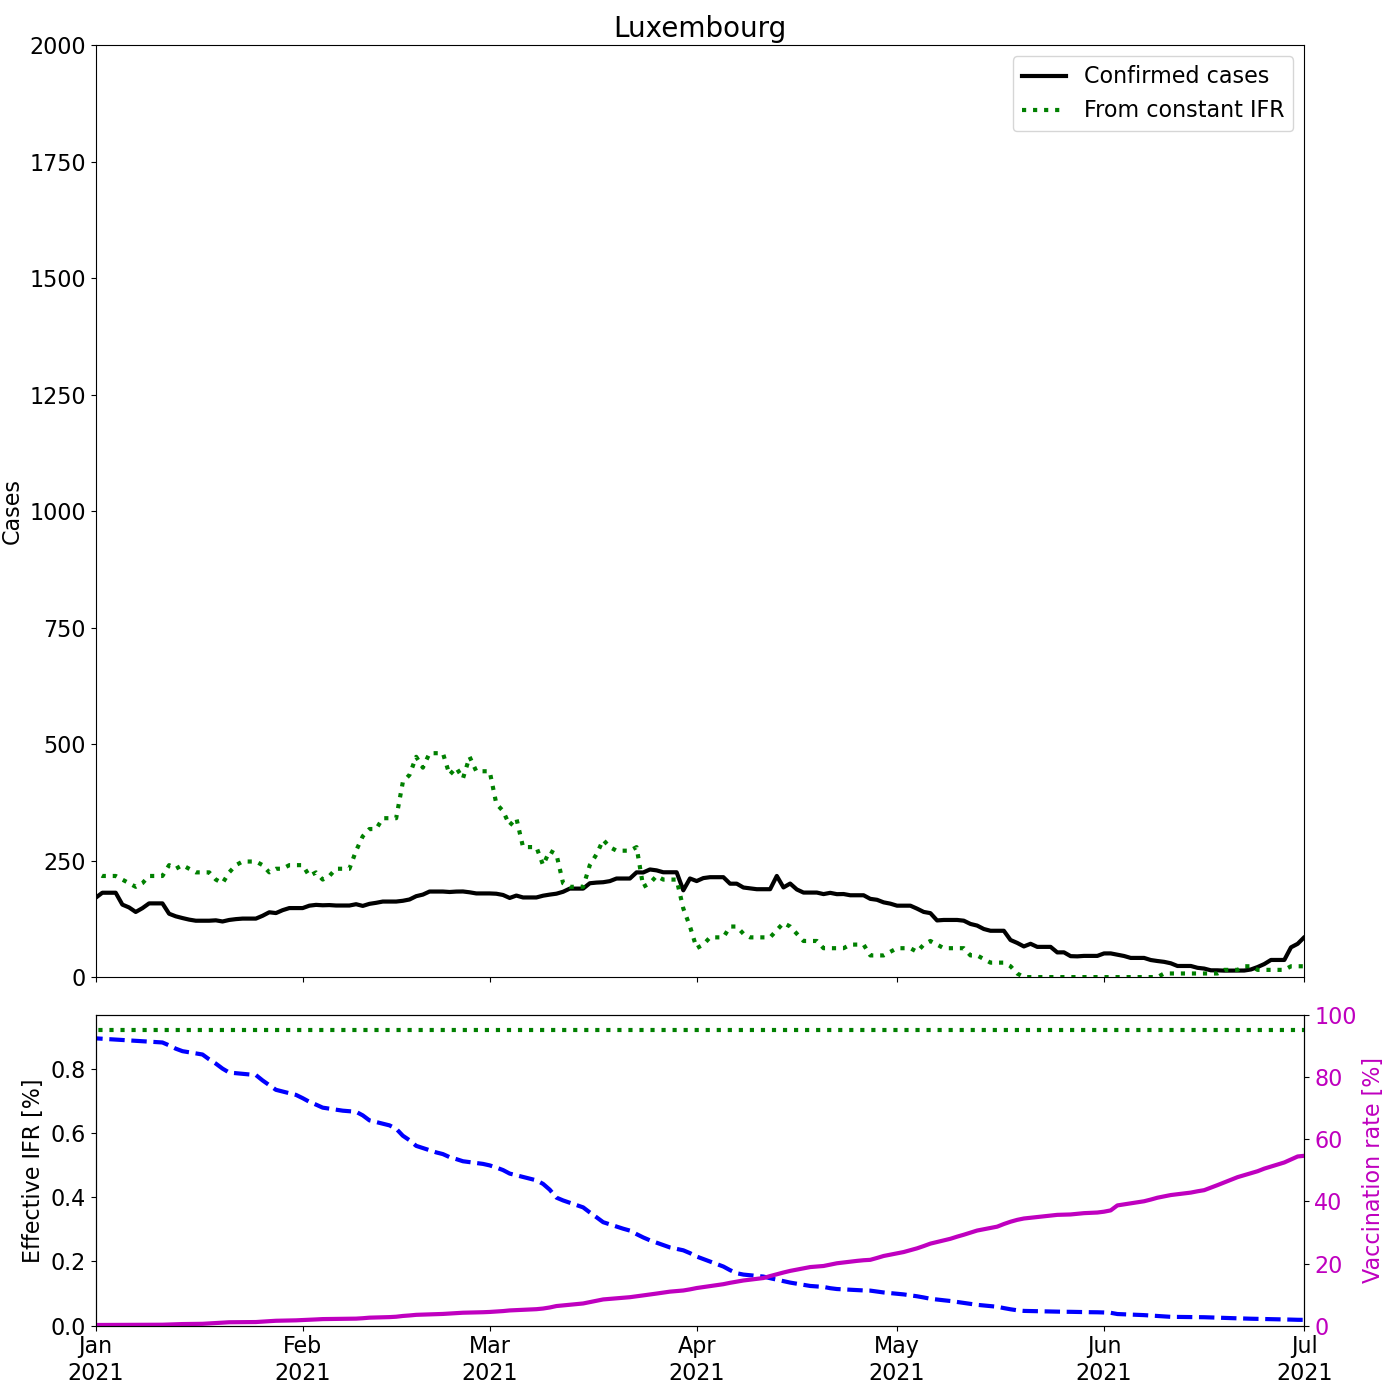 Luxembourg
2000
1750
1500
1250
1000
750
500
250
0
Cases
Confirmed cases
From constant IFR
0.8
0.6
0.4
0.2
0.0
Effective IFR [%]
100
80
60
40
20
0
Vaccination rate [%]
Jan
2021
Feb
2021
Mar
2021
Apr
2021
May
2021
Jun
2021
Jul
2021